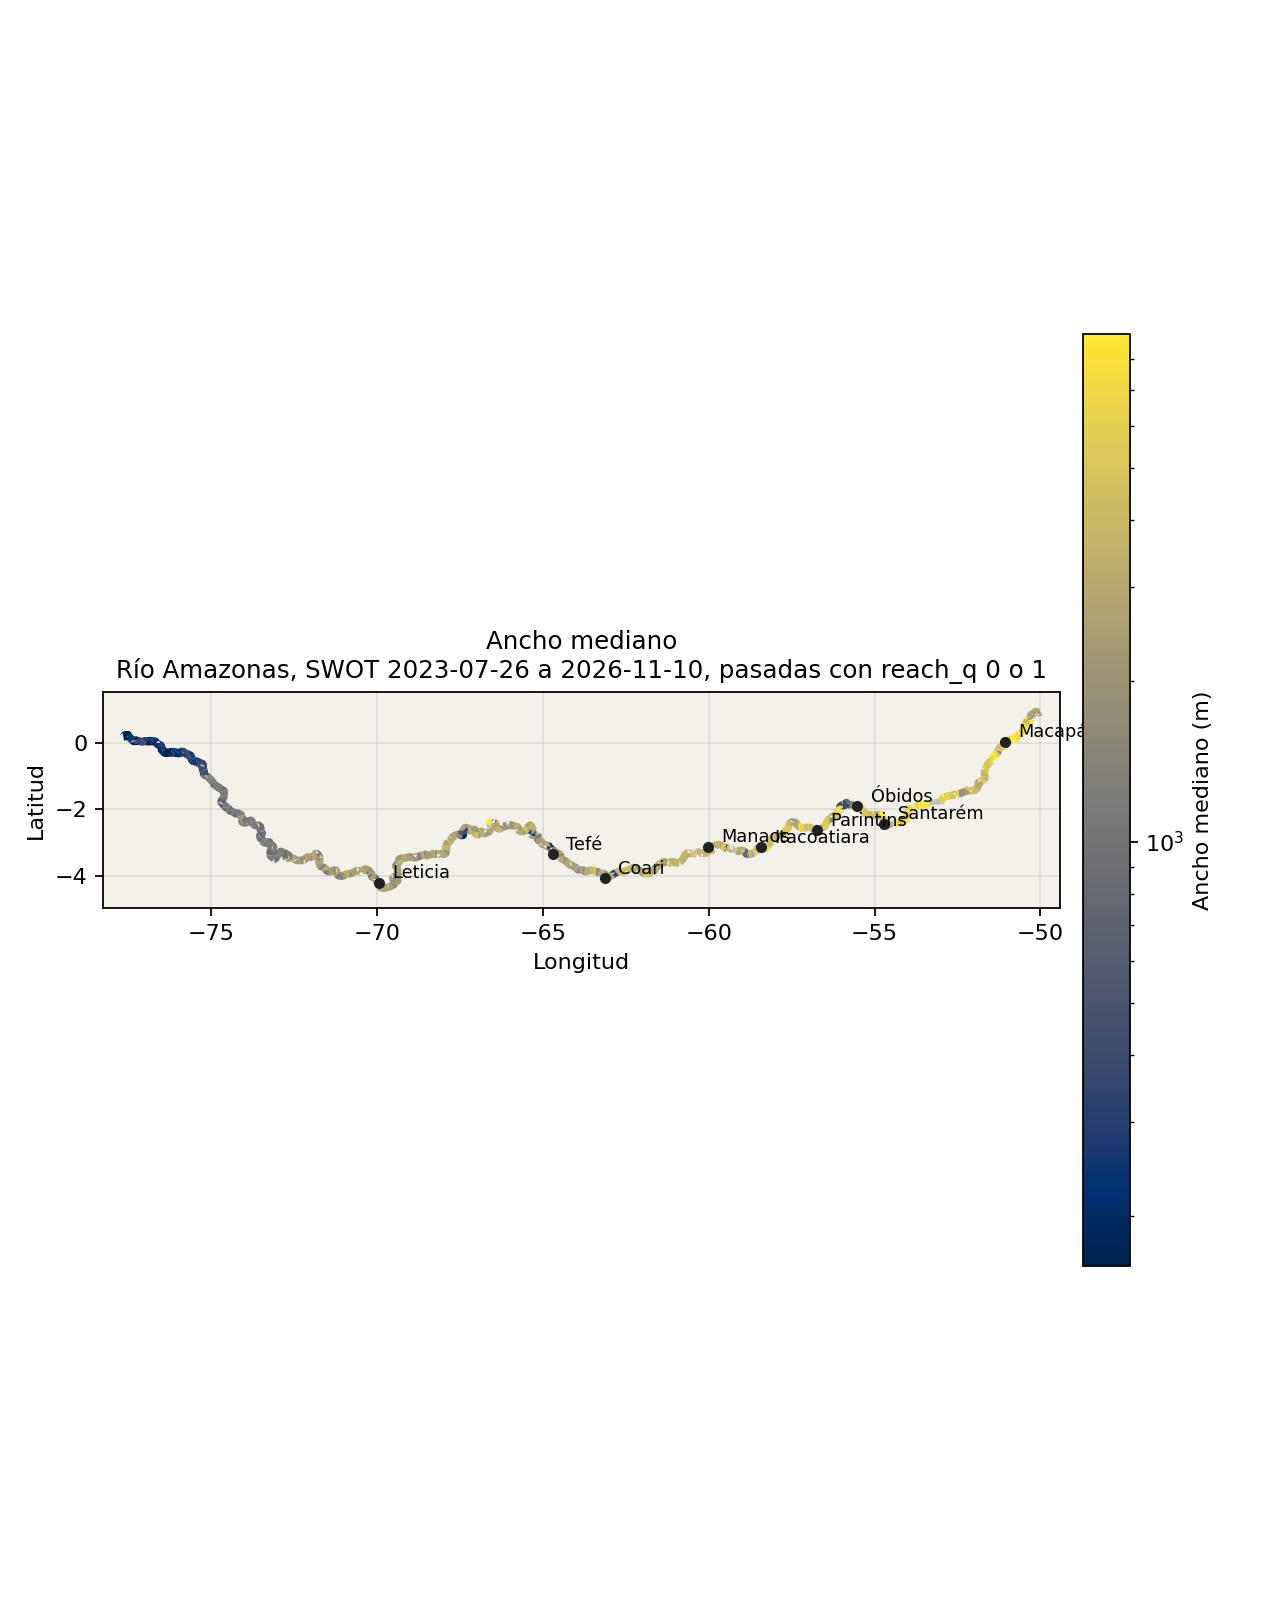 Ancho mediano
Río Amazonas, SWOT 2023-07-26 a 2026-11-10, pasadas con reach_q 0 o 1
Macapá
Óbidos
Santarém
Parintins
Manaos
Itacoatiara
Tefé
Coari
Leticia
0
−2
−4
Latitud
−75
−70
−65
−60
−55
−50
Longitud
10³
Ancho mediano (m)